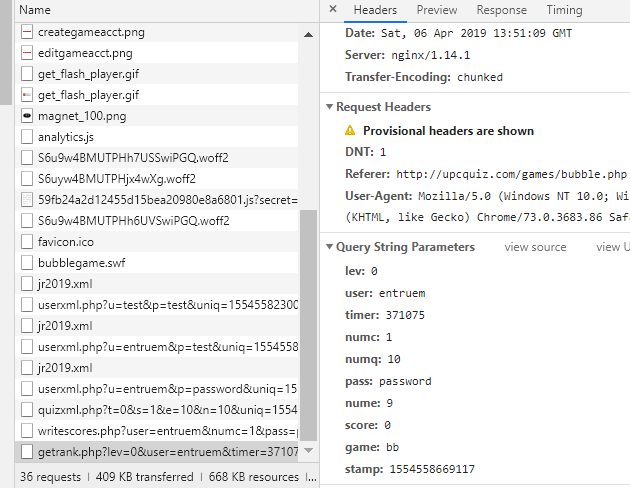 Name
creategameacct.png
editgameacct.png
get_flash_player.gif
get_flash_player.gif
magnet_100.png
analytics.js
S6u9w4BMUTPHh7USSwiPGQ.woff2
S6uyw4BMUTPHjx4wXg.woff2
59fb24a2d12455d15bea20980e8a6801.js?secret=
S6u9w4BMUTPHh6UVSwiPGQ.woff2
favicon.ico
bubblegame.swf
jr2019.xml
userxml.php?u=test&p=test&uniq=15545582300
jr2019.xml
userxml.php?u=entruem&p=test&uniq=1554558
jr2019.xml
userxml.php?u=entruem&p=password&uniq=15
quizxml.php?t=0&s=1&e=10&n=10&uniq=1554
writescores.php?user=entruem&numc=1&pass=
getrank.php?lev=0&user=entruem&timer=37107
36 requests | 409 KB transferred | 668 KB resources | ...
× Headers Preview Response Timing
Date: Sat, 06 Apr 2019 13:51:09 GMT
Server: nginx/1.14.1
Transfer-Encoding: chunked
Request Headers
Provisional headers are shown
DNT: 1
Referer: http://upcquiz.com/games/bubble.php
User-Agent: Mozilla/5.0 (Windows NT 10.0; Wi
(KHTML, like Gecko) Chrome/73.0.3683.86 Saf
Query String Parameters view source view U
lev: 0
user: entruem
timer: 371075
numc: 1
numq: 10
pass: password
nume: 9
score: 0
game: bb
stamp: 1554558669117